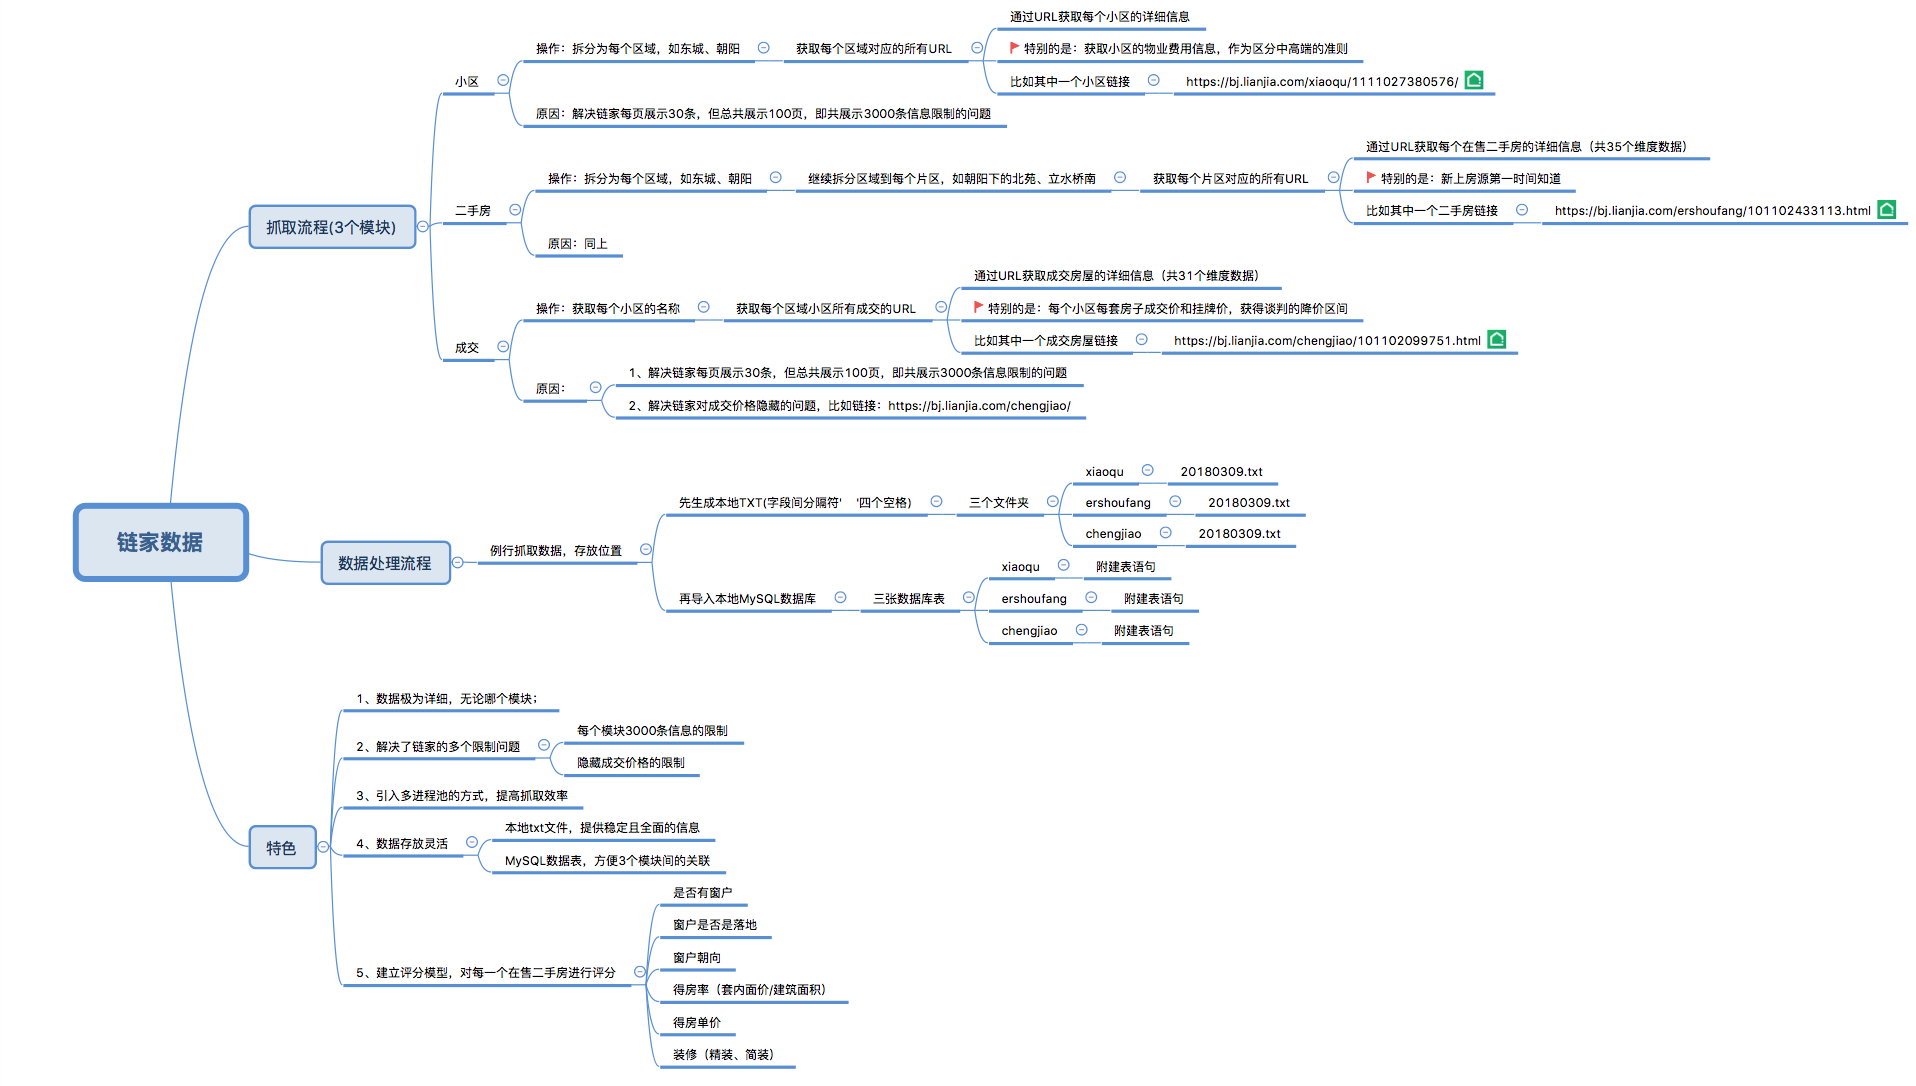 链家数据
抓取流程(3个模块)
小区
操作：拆分为每个区域，如东城、朝阳
获取每个区域对应的所有URL
通过URL获取每个小区的详细信息
特别的是：获取小区的物业费用信息，作为区分中高端的准则
比如其中一个小区链接
https://bj.lianjia.com/xiaoqu/1111027380576/
原因：解决链家每页展示30条，但总共展示100页，即共展示3000条信息限制的问题
二手房
操作：拆分为每个区域，如东城、朝阳
继续拆分区域到每个片区，如朝阳下的北苑、立水桥南
获取每个片区对应的所有URL
通过URL获取每个在售二手房的详细信息（共35个维度数据）
特别的是：新上房源第一时间知道
比如其中一个二手房链接
https://bj.lianjia.com/ershoufang/101102433113.html
原因：同上
成交
操作：获取每个小区的名称
获取每个区域小区所有成交的URL
通过URL获取成交房屋的详细信息（共31个维度数据）
特别的是：每个小区每套房子成交价和挂牌价，获得谈判的降价区间
比如其中一个成交房屋链接
https://bj.lianjia.com/chengjiao/101102099751.html
原因：
1、解决链家每页展示30条，但总共展示100页，即共展示3000条信息限制的问题
2、解决链家对成交价格隐藏的问题，比如链接：https://bj.lianjia.com/chengjiao/
数据处理流程
例行抓取数据，存放位置
先生成本地TXT(字段间分隔符'    '四个空格)
三个文件夹
xiaoqu
20180309.txt
ershoufang
20180309.txt
chengjiao
20180309.txt
再导入本地MySQL数据库
三张数据库表
xiaoqu
附建表语句
ershoufang
附建表语句
chengjiao
附建表语句
特色
1、数据极为详细，无论哪个模块；
2、解决了链家的多个限制问题
每个模块3000条信息的限制
隐藏成交价格的限制
3、引入多进程池的方式，提高抓取效率
4、数据存放灵活
本地txt文件，提供稳定且全面的信息
MySQL数据表，方便3个模块间的关联
5、建立评分模型，对每一个在售二手房进行评分
是否有窗户
窗户是否是落地
窗户朝向
得房率（套内面价/建筑面积）
得房单价
装修（精装、简装）